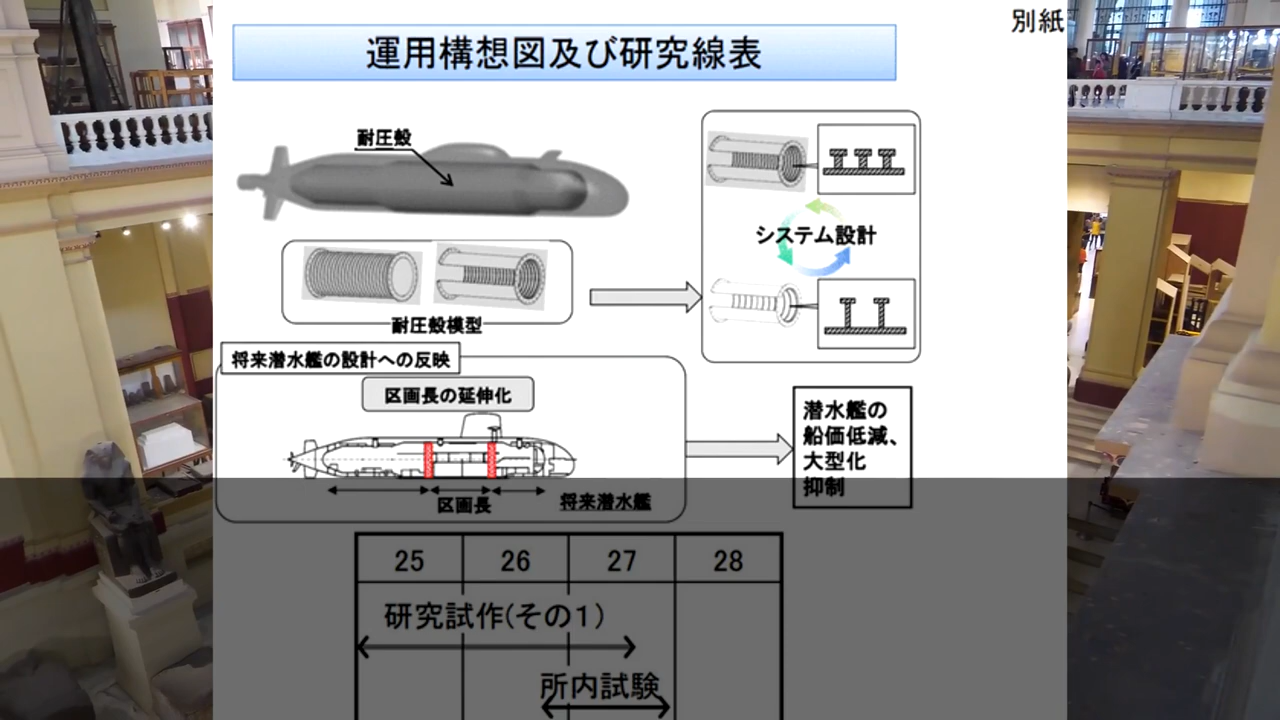 別紙
運用構想図及び研究線表
耐圧殻
システム設計
耐圧殻模型
将来潜水艦の設計への反映
区画長の延伸化
区画長
将来潜水艦
潜水艦の
船価低減、
大型化
抑制
25 26 27 28
研究試作(その1)
所内試験